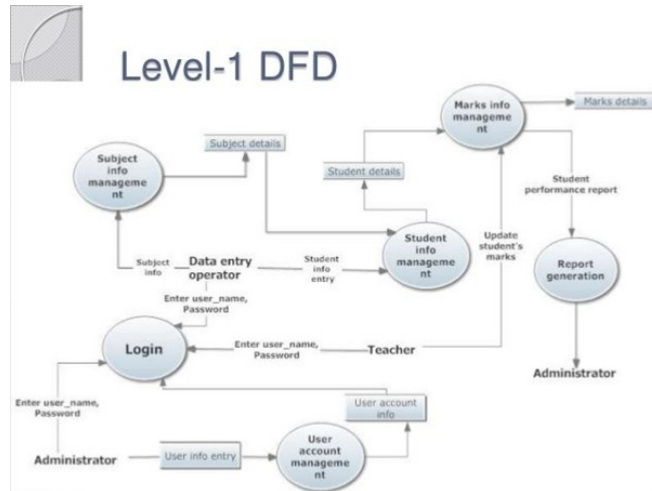 Level-1 DFD
Marks info
manageme
nt
Marks details
Subject details
Subject
info
manageme
nt
Student details
Student
performance report
Student
info
manageme
nt
Update
student's
marks
Report
generation
Subject
info
Data entry
operator
Student
info
entry
Enter user_name,
Password
Login
Enter user_name,
Password
Teacher
Administrator
Enter user_name,
Password
User account
info
Administrator
User info entry
User
account
manageme
nt